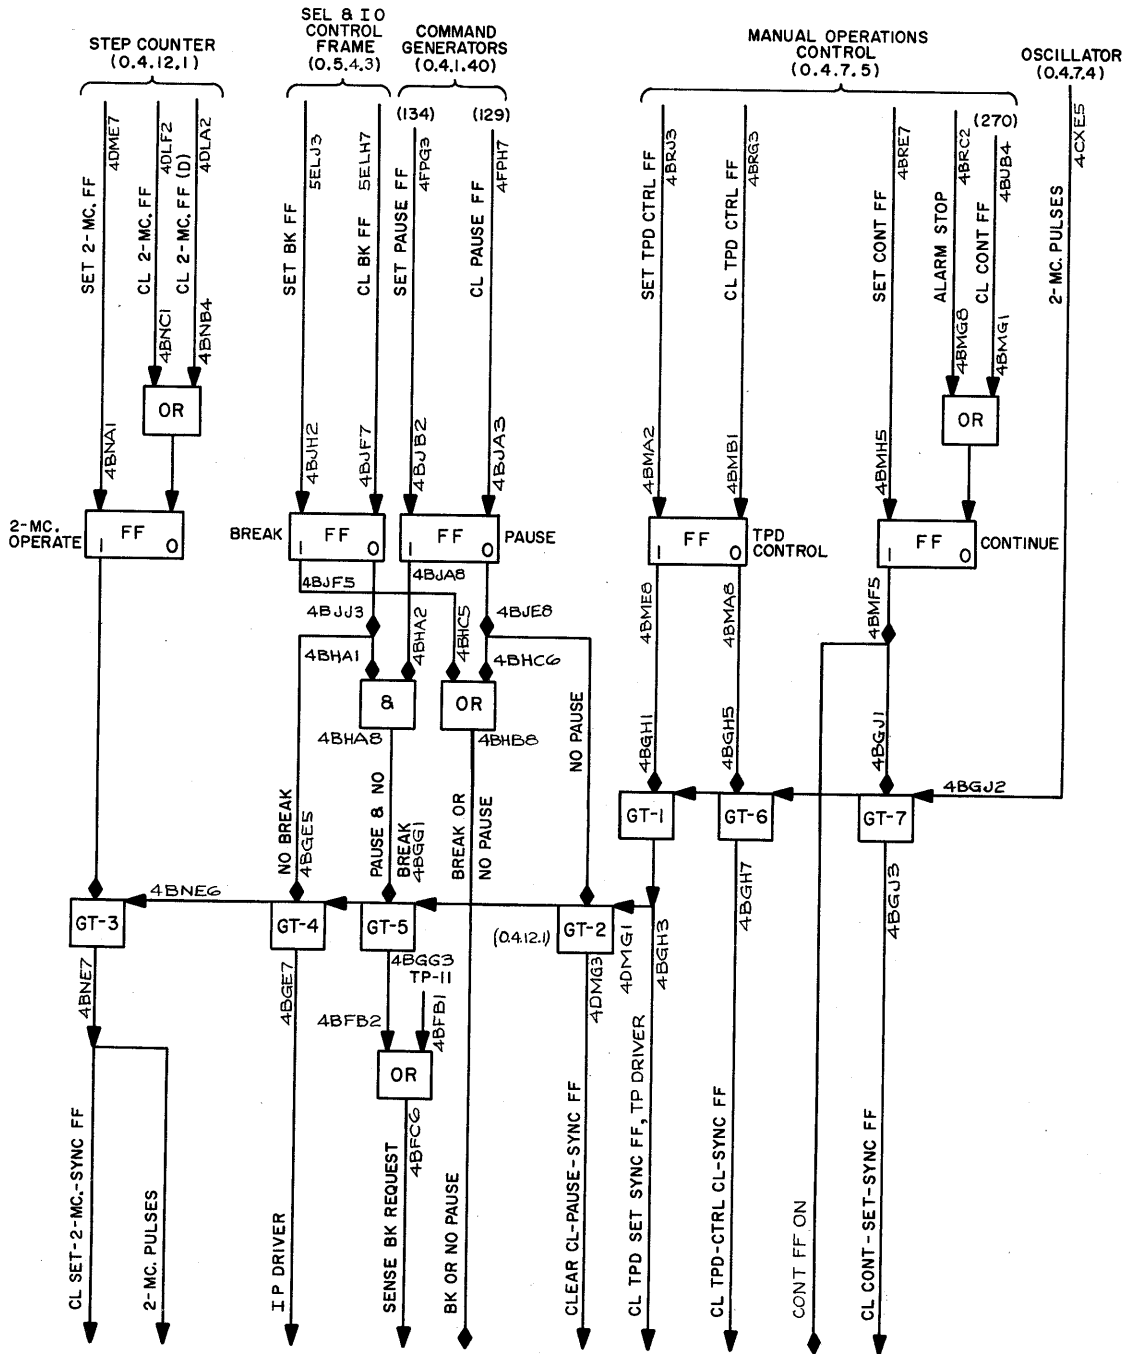 STEP COUNTER
(0.4.12.1)
SEL & IO
CONTROL
FRAME
(0.5.4.3)
COMMAND
GENERATORS
(0.4.1.40)
MANUAL OPERATIONS
CONTROL
(0.4.7.5)
OSCILLATOR
(0.4.7.4)
(134)
(129)
(270)
4DME7
4DLF2
4DLA2
5ELJ3
5ELH7
4FPG3
4FPH7
4BRJ3
4BRG3
4BRE7
4BRC2
4BUB4
4CXE5
SET 2-MC. FF
CL 2-MC. FF
CL 2-MC. FF (D)
SET BK FF
CL BK FF
SET PAUSE FF
CL PAUSE FF
SET TPD CTRL FF
CL TPD CTRL FF
SET CONT FF
ALARM STOP
CL CONT FF
2-MC. PULSES
4BNC1
4BNB4
4BMG8
4BMG1
OR
OR
4BNA1
4BJH2
4BJF7
4BJB2
4BJA3
4BMA2
4BMB1
4BMH5
2-MC.
OPERATE
FF
1 0
BREAK
FF
1 0
FF
1 0
PAUSE
FF
1 0
TPD
CONTROL
FF
1 0
CONTINUE
4BJF5
4BJA8
4BJJ3
4BHA2
4BHC5
4BJE8
4BME8
4BMA8
4BMF5
4BHA1
4BHC6
&
OR
4BHA8
4BHB8
NO PAUSE
4BGH1
4BGH5
4BGJ1
4BGJ2
GT-1
GT-6
GT-7
NO BREAK
4BGE5
PAUSE & NO
BREAK
4BGG1
BREAK OR
NO PAUSE
4BNE6
GT-3
GT-4
GT-5
(0.4.12.1)
GT-2
4DMG1
4BGH3
4BGH7
4BGJ3
4BNE7
4BGE7
4BGG3
TP-11
4BFB2
4BFB1
4DMG3
OR
4BFC6
CL SET-2-MC.-SYNC FF
2-MC. PULSES
IP DRIVER
SENSE BK REQUEST
BK OR NO PAUSE
CLEAR CL-PAUSE-SYNC FF
CL TPD SET SYNC FF, TP DRIVER
CL TPD-CTRL CL-SYNC FF
CONT FF ON
CL CONT-SET-SYNC FF